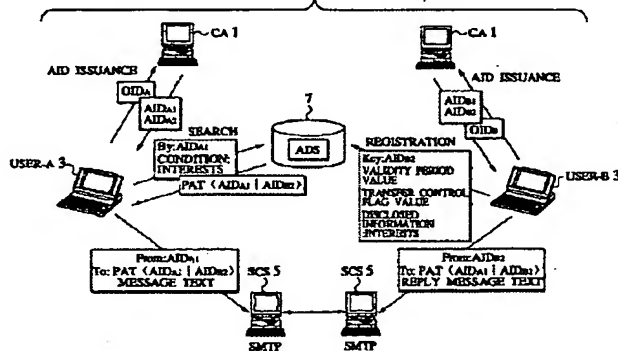 CA 1
CA 1
AID ISSUANCE
AID ISSUANCE
OIDA
AIDA1
AIDA2
AIDB1
AIDB2
OIDB
7
ADS
SEARCH
By:AIDA1
CONDITION:
INTERESTS
PAT (AIDA1 | AIDB2)
REGISTRATION
Key:AIDB2
VALIDITY PERIOD
VALUE
TRANSFER CONTROL
FLAG VALUE
DISCLOSED
INFORMATION
:INTERESTS
USER-A 3
USER-B 3
From:AIDA1
To: PAT (AIDA1 | AIDB2)
MESSAGE TEXT
From:AIDB2
To: PAT (AIDA1 | AIDB2)
REPLY MESSAGE TEXT
SCS 5
SCS 5
SMTP
SMTP